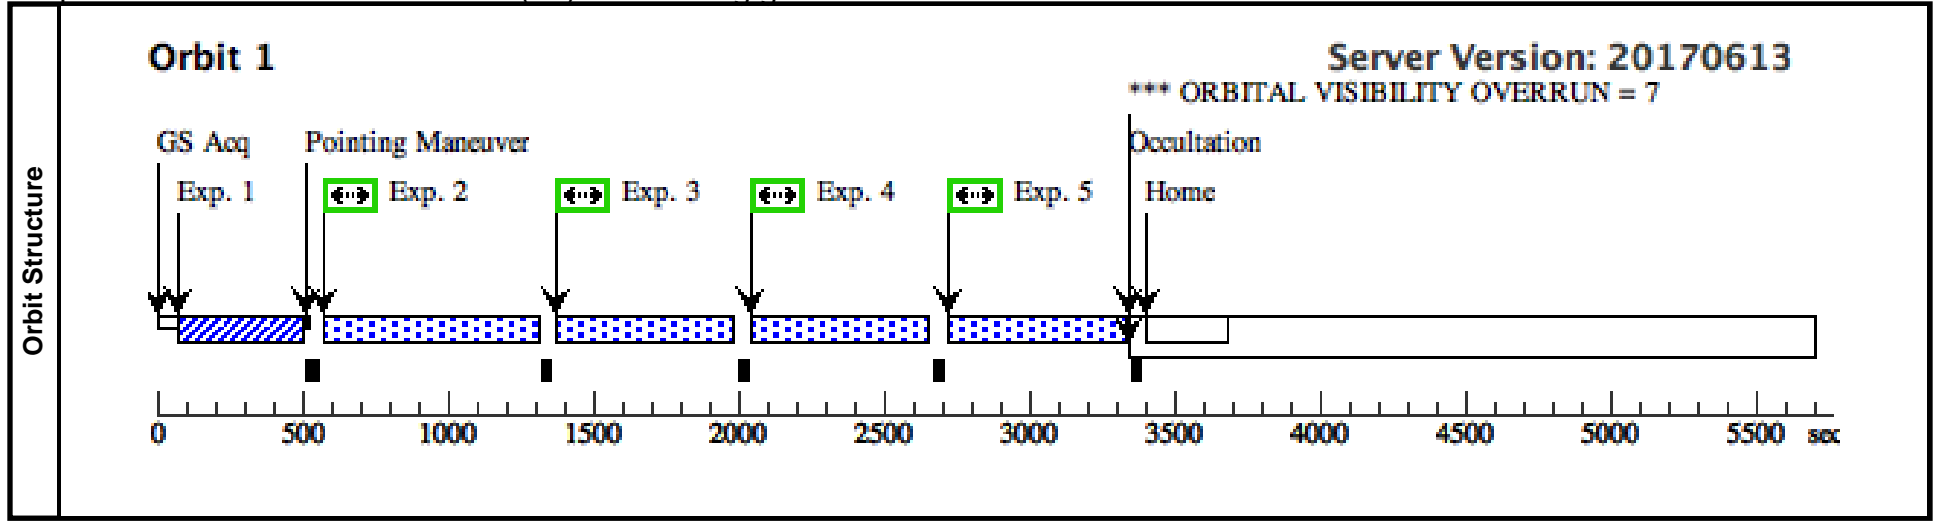 Orbit Structure
Orbit 1
Server Version: 20170613
*** ORBITAL VISIBILITY OVERRUN = 7
GS Acq
Pointing Maneuver
Occultation
Exp. 1
Exp. 2
Exp. 3
Exp. 4
Exp. 5
Home
0 500 1000 1500 2000 2500 3000 3500 4000 4500 5000 5500 sec